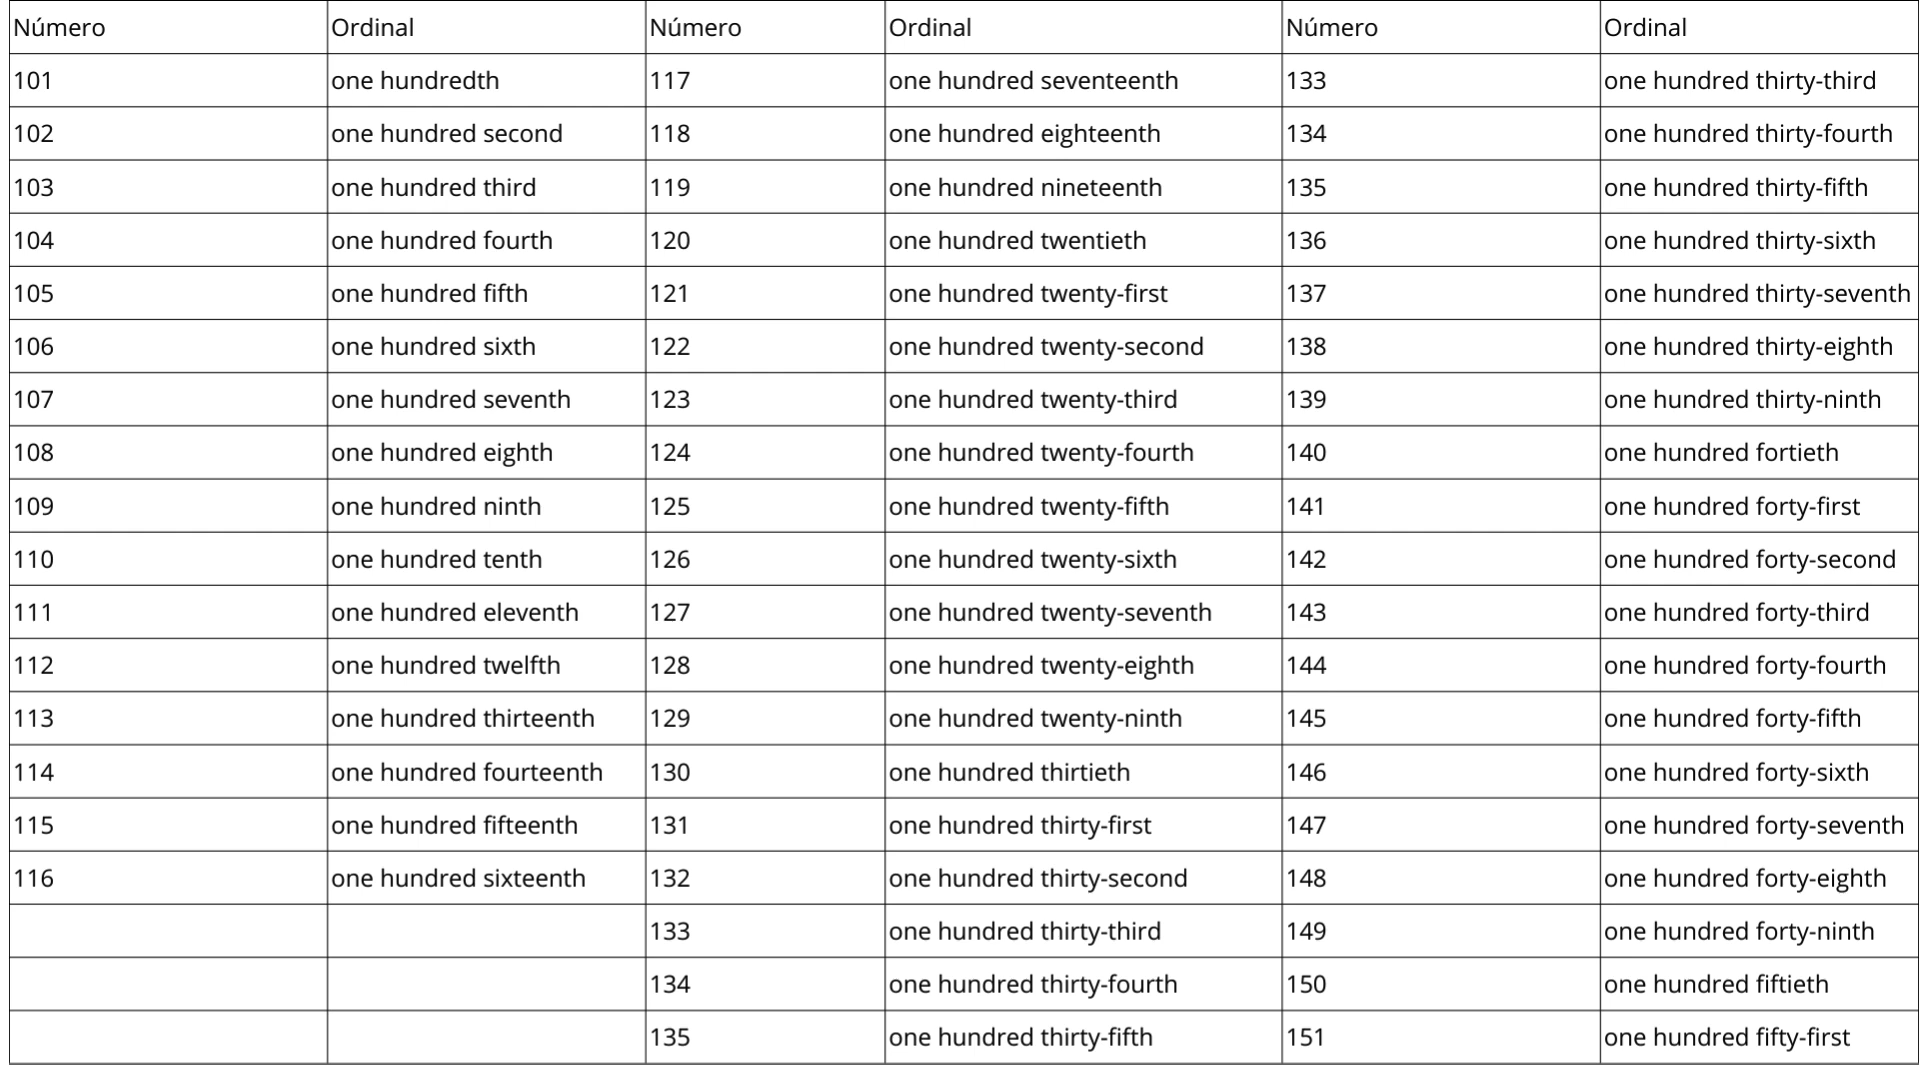 Número Ordinal Número Ordinal Número Ordinal
101 one hundredth 117 one hundred seventeenth 133 one hundred thirty-third
102 one hundred second 118 one hundred eighteenth 134 one hundred thirty-fourth
103 one hundred third 119 one hundred nineteenth 135 one hundred thirty-fifth
104 one hundred fourth 120 one hundred twentieth 136 one hundred thirty-sixth
105 one hundred fifth 121 one hundred twenty-first 137 one hundred thirty-seventh
106 one hundred sixth 122 one hundred twenty-second 138 one hundred thirty-eighth
107 one hundred seventh 123 one hundred twenty-third 139 one hundred thirty-ninth
108 one hundred eighth 124 one hundred twenty-fourth 140 one hundred fortieth
109 one hundred ninth 125 one hundred twenty-fifth 141 one hundred forty-first
110 one hundred tenth 126 one hundred twenty-sixth 142 one hundred forty-second
111 one hundred eleventh 127 one hundred twenty-seventh 143 one hundred forty-third
112 one hundred twelfth 128 one hundred twenty-eighth 144 one hundred forty-fourth
113 one hundred thirteenth 129 one hundred twenty-ninth 145 one hundred forty-fifth
114 one hundred fourteenth 130 one hundred thirtieth 146 one hundred forty-sixth
115 one hundred fifteenth 131 one hundred thirty-first 147 one hundred forty-seventh
116 one hundred sixteenth 132 one hundred thirty-second 148 one hundred forty-eighth
133 one hundred thirty-third 149 one hundred forty-ninth
134 one hundred thirty-fourth 150 one hundred fiftieth
135 one hundred thirty-fifth 151 one hundred fifty-first